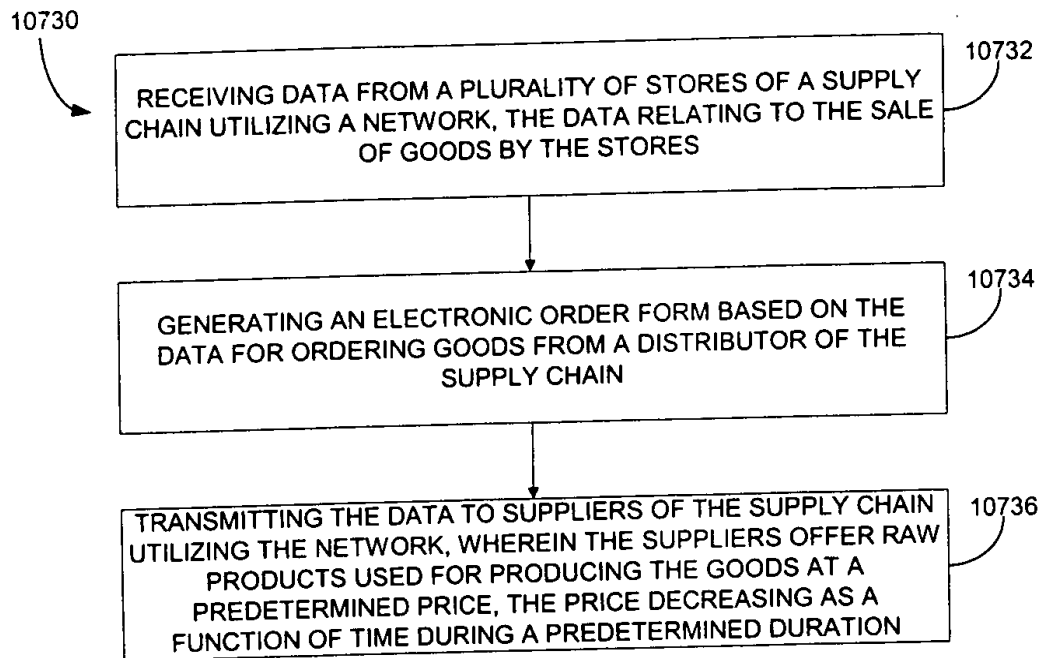 10730
10732
RECEIVING DATA FROM A PLURALITY OF STORES OF A SUPPLY
CHAIN UTILIZING A NETWORK, THE DATA RELATING TO THE SALE
OF GOODS BY THE STORES
10734
GENERATING AN ELECTRONIC ORDER FORM BASED ON THE
DATA FOR ORDERING GOODS FROM A DISTRIBUTOR OF THE
SUPPLY CHAIN
10736
TRANSMITTING THE DATA TO SUPPLIERS OF THE SUPPLY CHAIN
UTILIZING THE NETWORK, WHEREIN THE SUPPLIERS OFFER RAW
PRODUCTS USED FOR PRODUCING THE GOODS AT A
PREDETERMINED PRICE, THE PRICE DECREASING AS A
FUNCTION OF TIME DURING A PREDETERMINED DURATION